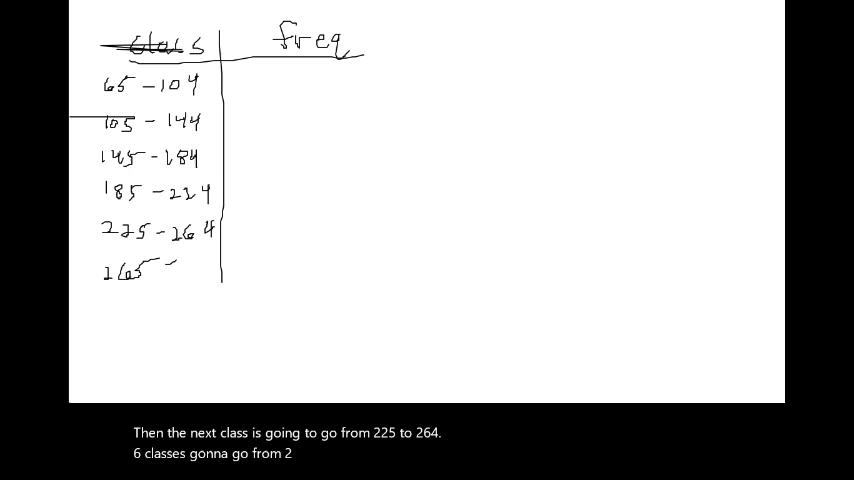 Class freq
65 - 104
105 - 144
145 - 184
185 - 224
225 - 264
265 -
Then the next class is going to go from 225 to 264.
6 classes gonna go from 2